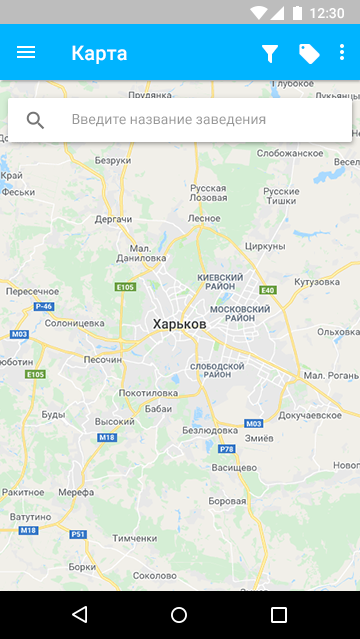 12:30
Карта
Глубокое
Прудянка
Лукьянцы
Введите название заведения
Безруки
Слобожанское
Весел
Край
Феськи
Русская
Лозовая
Русские
Тишки
Дергачи
Лесное
Циркуны
Мал.
Даниловка
КИЕВСКИЙ
РАЙОН
E105
E40
Кутузовка
Пересечное
P-46
МОСКОВСКИЙ
РАЙОН
Солоницевка
Харьков
M03
Ольховка
Песочин
СЛОБОДСКОЙ
РАЙОН
E105
Мал. Рогань
Покотиловка
Бабаи
Буды
Высокий
Докучаевское
M03
Безлюдовка
M18
Змиёв
P78
Васищево
Ракитное
Мерефа
Боровая
Ватутино
M18
P51
Тимченки
Борки
Соколово